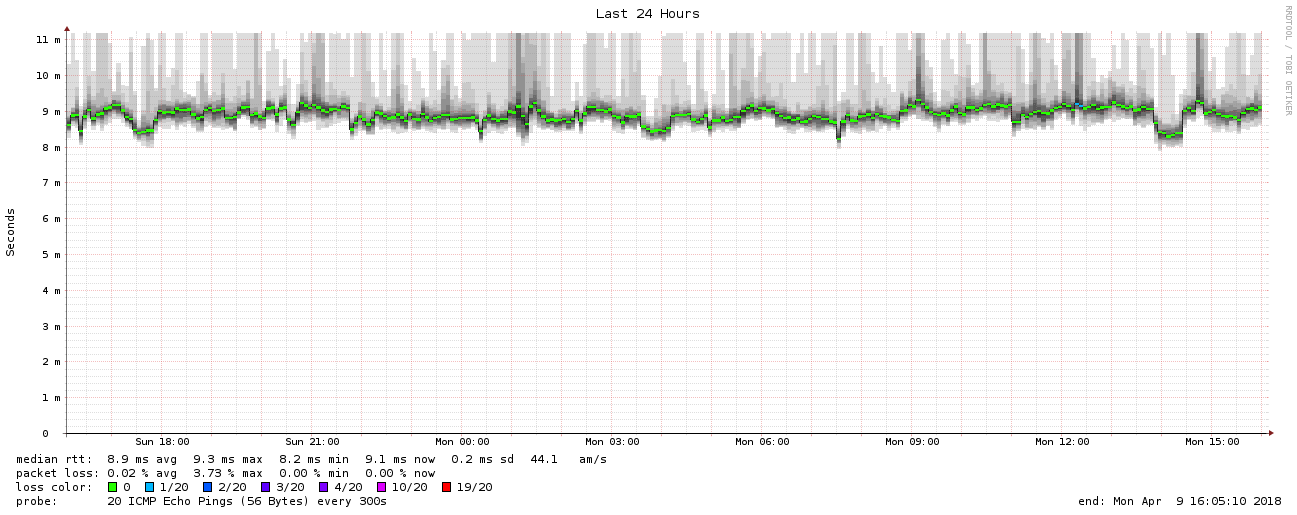 Last 24 Hours
RRDTOOL / TOBI OETIKER
Seconds
11 m
10 m
9 m
8 m
7 m
6 m
5 m
4 m
3 m
2 m
1 m
0
Sun 18:00 Sun 21:00 Mon 00:00 Mon 03:00 Mon 06:00 Mon 09:00 Mon 12:00 Mon 15:00
median rtt: 8.9 ms avg 9.3 ms max 8.2 ms min 9.1 ms now 0.2 ms sd 44.1 am/s
packet loss: 0.02 % avg 3.73 % max 0.00 % min 0.00 % now
loss color: 0 1/20 2/20 3/20 4/20 10/20 19/20
probe: 20 ICMP Echo Pings (56 Bytes) every 300s end: Mon Apr 9 16:05:10 2018